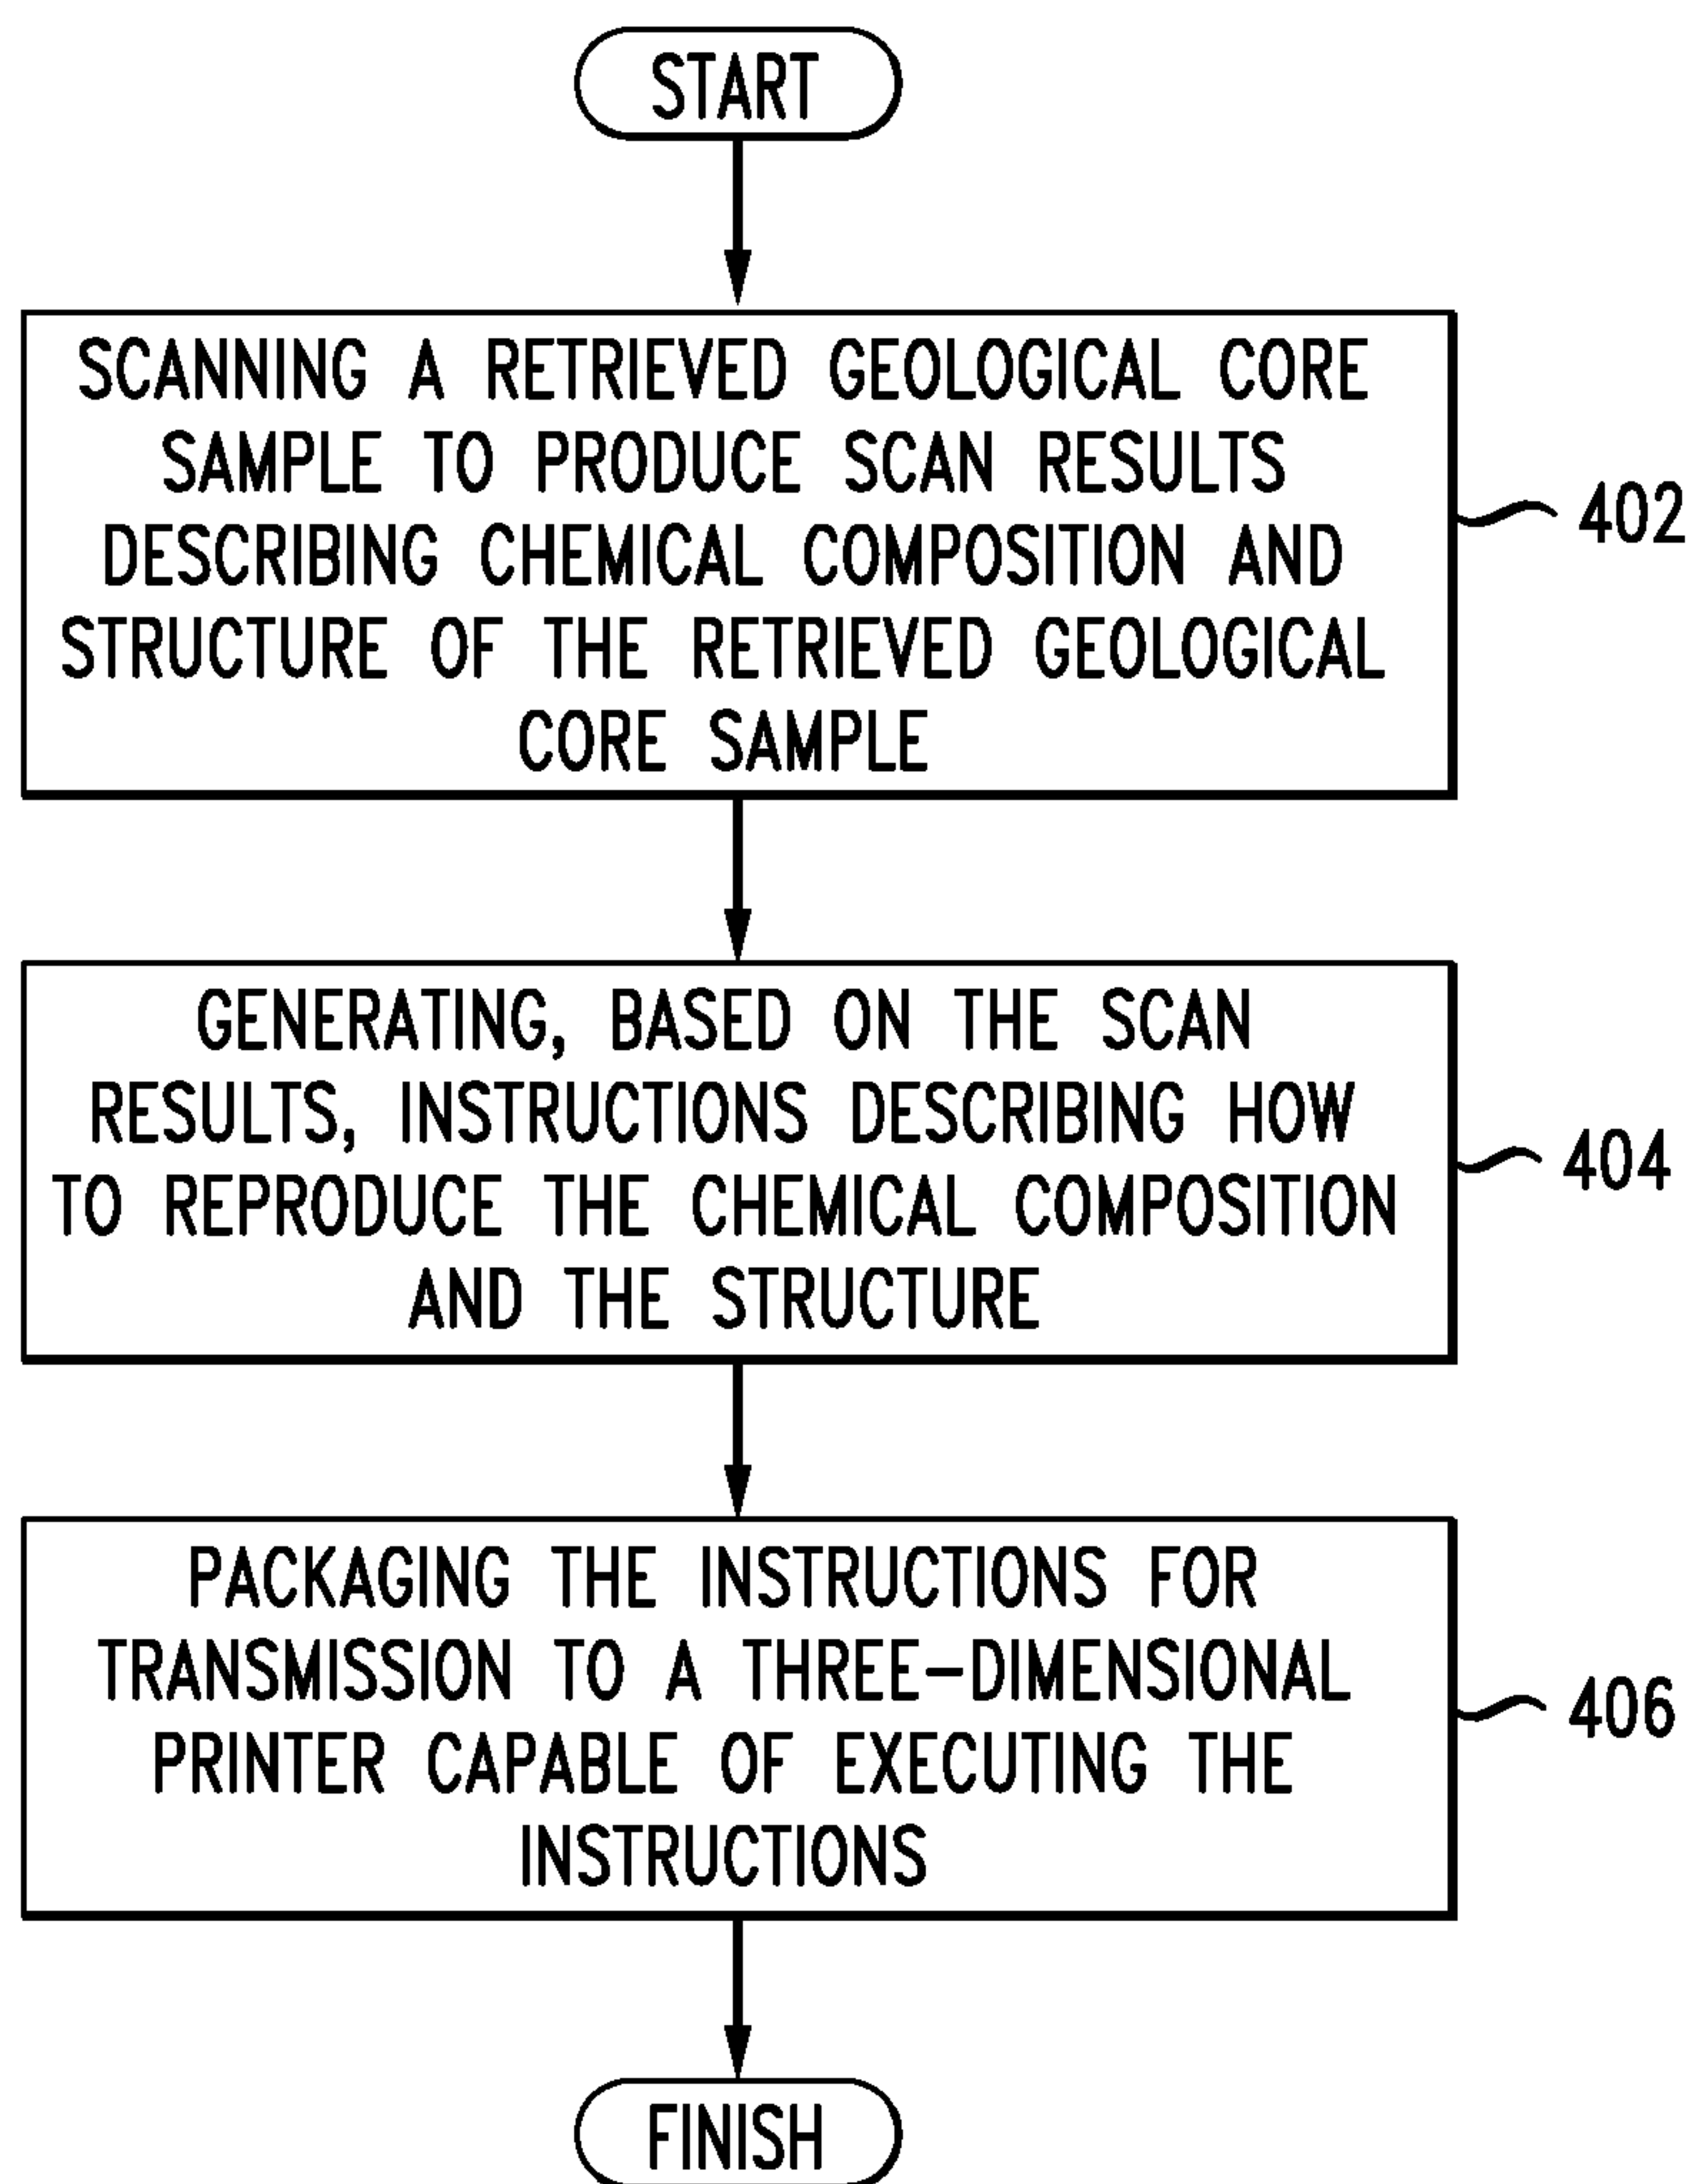 START
SCANNING A RETRIEVED GEOLOGICAL CORE
SAMPLE TO PRODUCE SCAN RESULTS
DESCRIBING CHEMICAL COMPOSITION AND
STRUCTURE OF THE RETRIEVED GEOLOGICAL
CORE SAMPLE
402
GENERATING, BASED ON THE SCAN
RESULTS, INSTRUCTIONS DESCRIBING HOW
TO REPRODUCE THE CHEMICAL COMPOSITION
AND THE STRUCTURE
404
PACKAGING THE INSTRUCTIONS FOR
TRANSMISSION TO A THREE-DIMENSIONAL
PRINTER CAPABLE OF EXECUTING THE
INSTRUCTIONS
406
FINISH